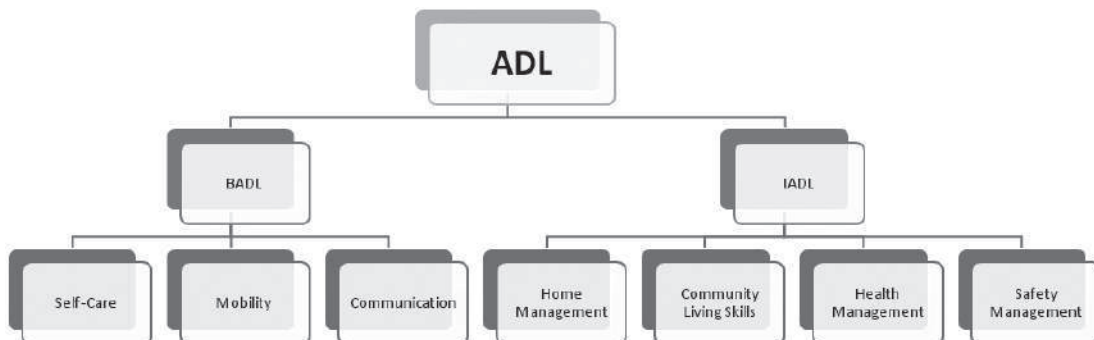 ADL
BADL
IADL
Self-Care
Mobility
Communication
Home
Management
Community
Living Skills
Health
Management
Safety
Management